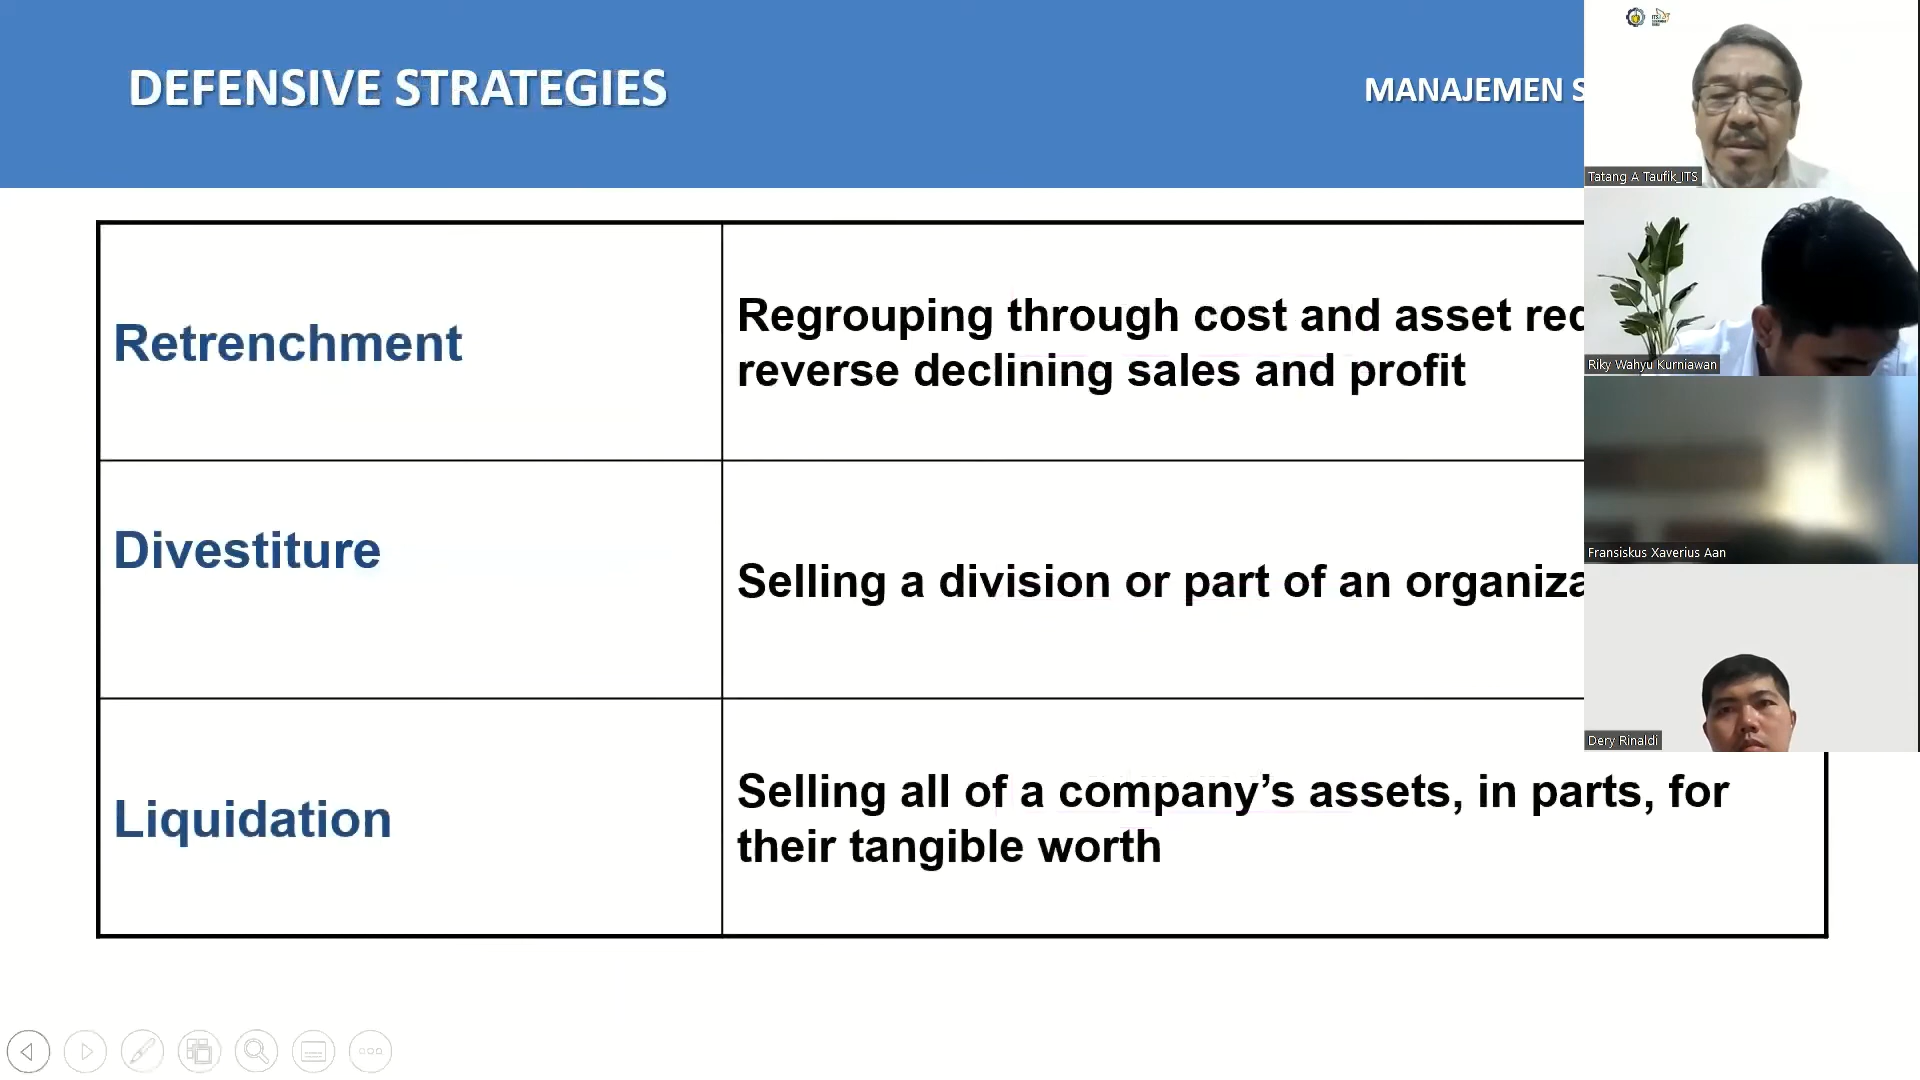 DEFENSIVE STRATEGIES
MANAJEMEN S
Tatang A Taufik_ITS
Retrenchment
Regrouping through cost and asset red
reverse declining sales and profit
Riky Wahyu Kurniawan
Divestiture
Selling a division or part of an organiza
Fransiskus Xaverius Aan
Dery Rinaldi
Liquidation
Selling all of a company’s assets, in parts, for
their tangible worth